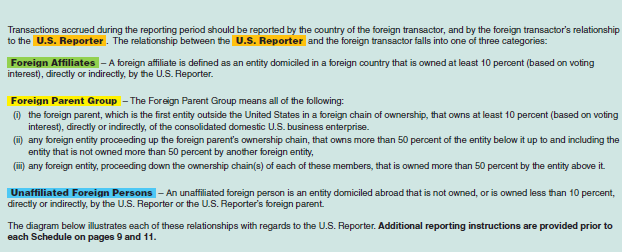 Transactions accrued during the reporting period should be reported by the country of the foreign transactor, and by the foreign transactor's relationship
to the U.S. Reporter. The relationship between the U.S. Reporter and the foreign transactor falls into one of three categories:
Foreign Affiliates – A foreign affiliate is defined as an entity domiciled in a foreign country that is owned at least 10 percent (based on voting
interest), directly or indirectly, by the U.S. Reporter.
Foreign Parent Group – The Foreign Parent Group means all of the following:
(i) the foreign parent, which is the first entity outside the United States in a foreign chain of ownership, that owns at least 10 percent (based on voting
interest), directly or indirectly, of the consolidated domestic U.S. business enterprise.
(ii) any foreign entity proceeding up the foreign parent's ownership chain, that owns more than 50 percent of the entity below it up to and including the
entity that is not owned more than 50 percent by another foreign entity,
(iii) any foreign entity, proceeding down the ownership chain(s) of each of these members, that is owned more than 50 percent by the entity above it.
Unaffiliated Foreign Persons – An unaffiliated foreign person is an entity domiciled abroad that is not owned, or is owned less than 10 percent,
directly or indirectly, by the U.S. Reporter or the U.S. Reporter's foreign parent.
The diagram below illustrates each of these relationships with regards to the U.S. Reporter. Additional reporting instructions are provided prior to
each Schedule on pages 9 and 11.